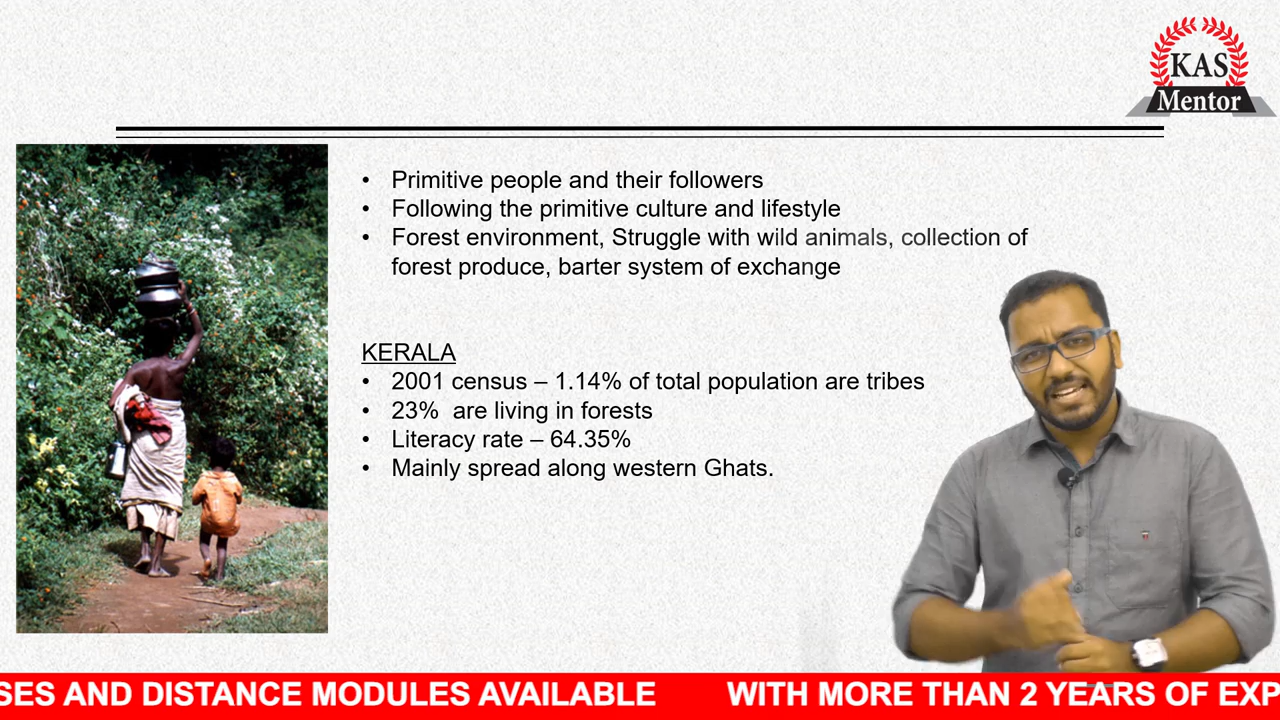 KAS
Mentor
• Primitive people and their followers
• Following the primitive culture and lifestyle
• Forest environment, Struggle with wild animals, collection of
forest produce, barter system of exchange
KERALA
• 2001 census – 1.14% of total population are tribes
• 23%  are living in forests
• Literacy rate – 64.35%
• Mainly spread along western Ghats.
SES AND DISTANCE MODULES AVAILABLE WITH MORE THAN 2 YEARS OF EXP